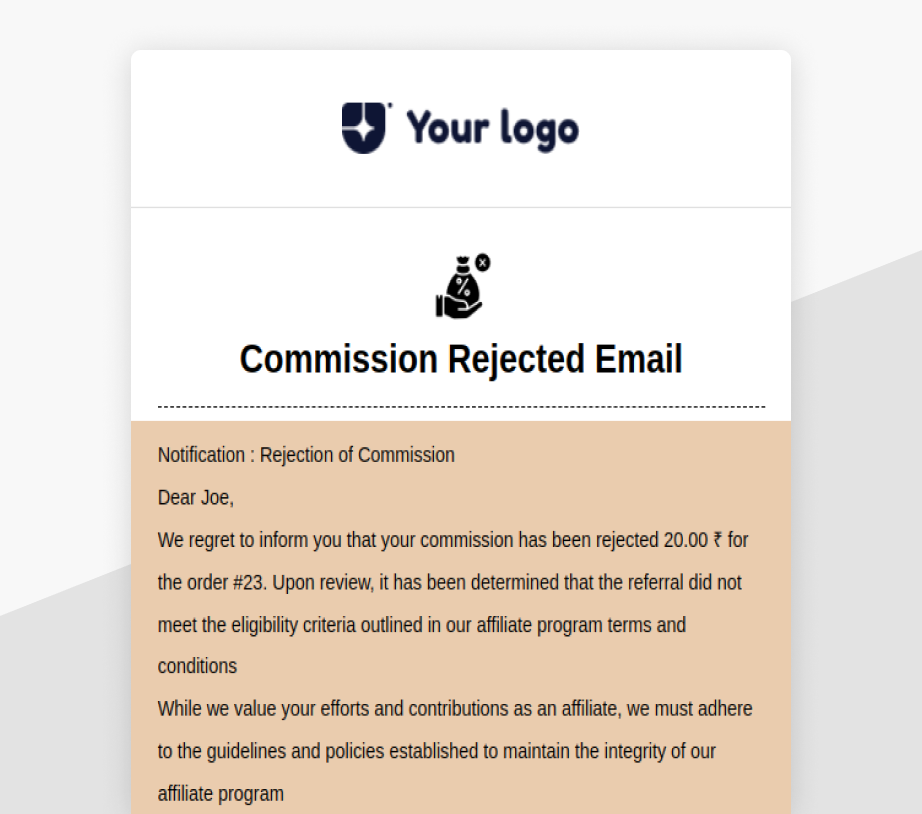 Your logo
Commission Rejected Email
Notification : Rejection of Commission
Dear Joe,
We regret to inform you that your commission has been rejected 20.00 ₹ for
the order #23. Upon review, it has been determined that the referral did not
meet the eligibility criteria outlined in our affiliate program terms and
conditions
While we value your efforts and contributions as an affiliate, we must adhere
to the guidelines and policies established to maintain the integrity of our
affiliate program